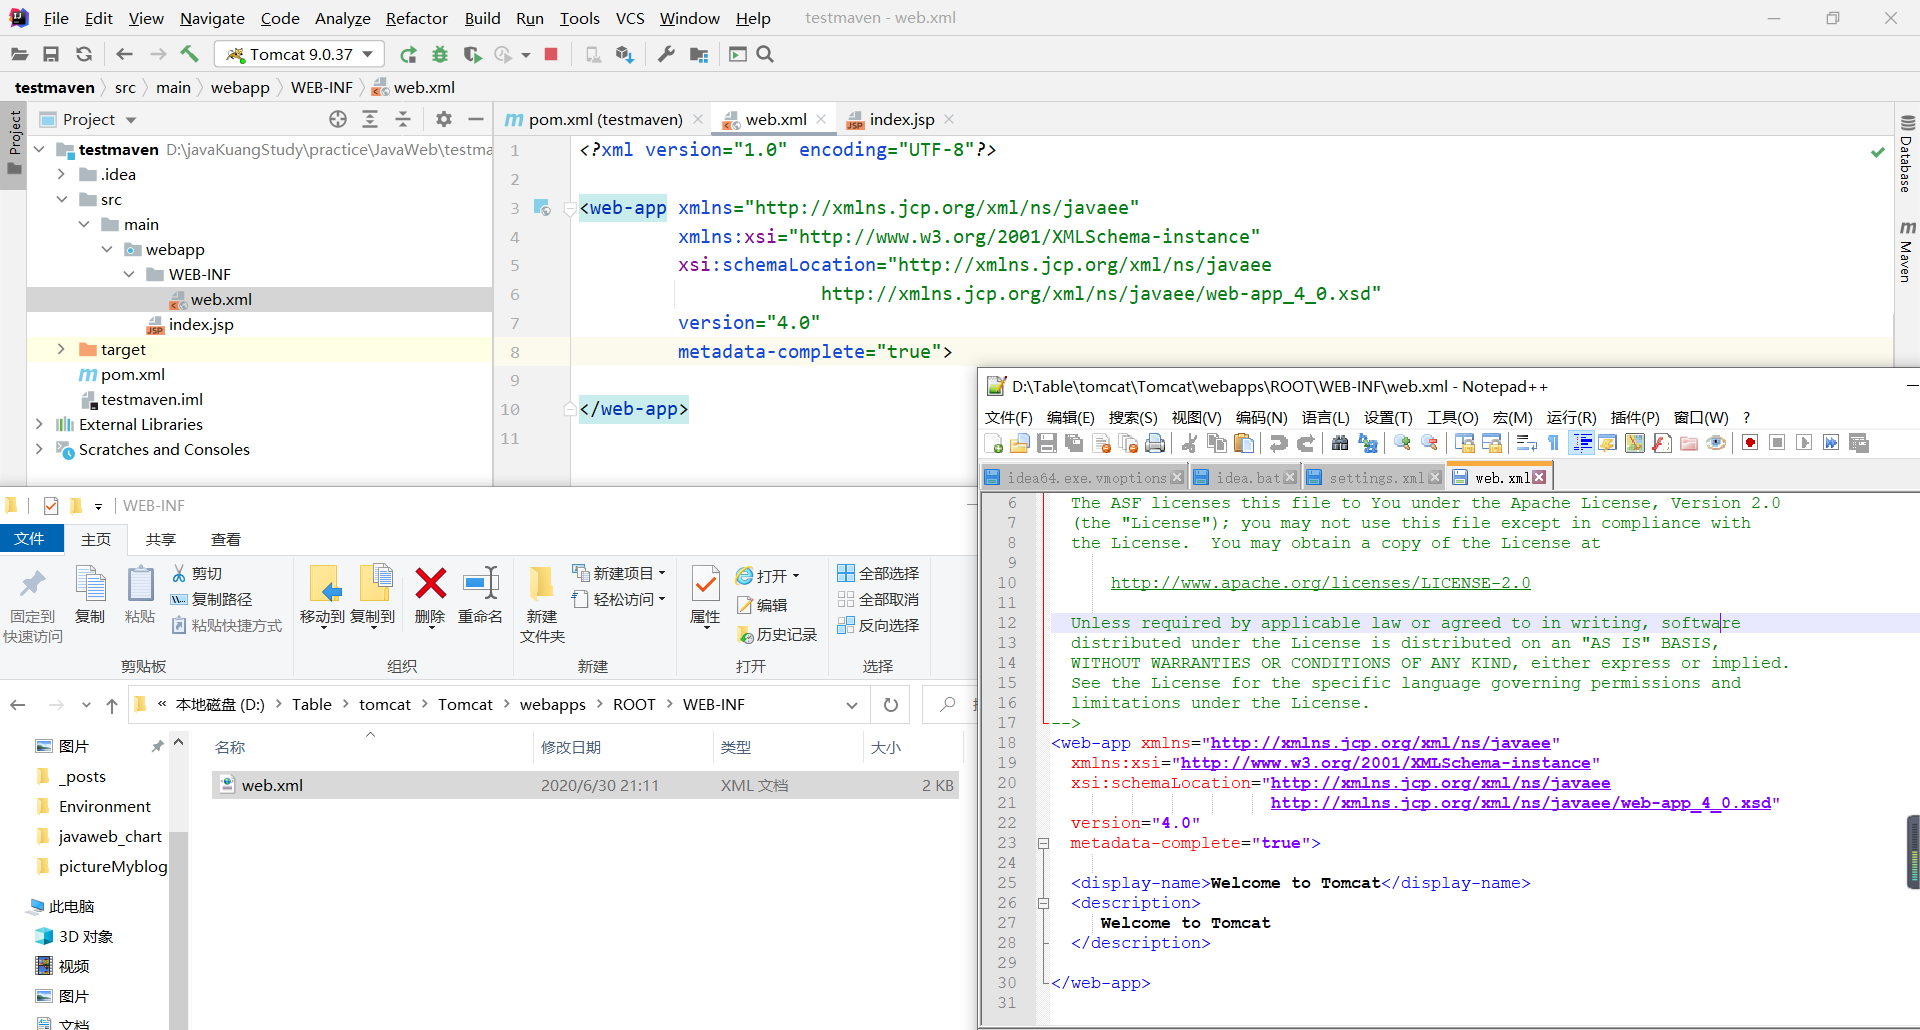 File Edit View Navigate Code Analyze Refactor Build Run Tools VCS Window Help testmaven - web.xml
Tomcat 9.0.37
testmaven src main webapp WEB-INF web.xml
Project
Project
testmaven D:\javaKuangStudy\practice\JavaWeb\testma
.idea
src
main
webapp
WEB-INF
web.xml
index.jsp
target
pom.xml
testmaven.iml
External Libraries
Scratches and Consoles
pom.xml (testmaven) web.xml index.jsp
1 <?xml version="1.0" encoding="UTF-8"?>
2
3 <web-app xmlns="http://xmlns.jcp.org/xml/ns/javaee"
4 xmlns:xsi="http://www.w3.org/2001/XMLSchema-instance"
5 xsi:schemaLocation="http://xmlns.jcp.org/xml/ns/javaee
6 http://xmlns.jcp.org/xml/ns/javaee/web-app_4_0.xsd"
7 version="4.0"
8 metadata-complete="true">
9
10 </web-app>
11
Database
Maven
WEB-INF
文件 主页 共享 查看
固定到快速访问
复制
粘贴
剪切
复制路径
粘贴快捷方式
剪贴板
移动到
复制到
删除
重命名
组织
新建文件夹
新建项目
轻松访问
新建
属性
打开
编辑
历史记录
打开
全部选择
全部取消
反向选择
选择
« 本地磁盘 (D:) › Table › tomcat › Tomcat › webapps › ROOT › WEB-INF
图片
_posts
Environment
javaweb_chart
pictureMyblog
此电脑
3D 对象
视频
图片
文档
名称 修改日期 类型 大小
web.xml 2020/6/30 21:11 XML 文档 2 KB
D:\Table\tomcat\Tomcat\webapps\ROOT\WEB-INF\web.xml - Notepad++
文件(F) 编辑(E) 搜索(S) 视图(V) 编码(N) 语言(L) 设置(T) 工具(O) 宏(M) 运行(R) 插件(P) 窗口(W) ?
idea64.exe.vmoptions idea.bat settings.xml web.xml
6 The ASF licenses this file to You under the Apache License, Version 2.0
7 (the "License"); you may not use this file except in compliance with
8 the License.  You may obtain a copy of the License at
9
10 http://www.apache.org/licenses/LICENSE-2.0
11
12 Unless required by applicable law or agreed to in writing, software
13 distributed under the License is distributed on an "AS IS" BASIS,
14 WITHOUT WARRANTIES OR CONDITIONS OF ANY KIND, either express or implied.
15 See the License for the specific language governing permissions and
16 limitations under the License.
17 -->
18 <web-app xmlns="http://xmlns.jcp.org/xml/ns/javaee"
19 xmlns:xsi="http://www.w3.org/2001/XMLSchema-instance"
20 xsi:schemaLocation="http://xmlns.jcp.org/xml/ns/javaee
21 http://xmlns.jcp.org/xml/ns/javaee/web-app_4_0.xsd"
22 version="4.0"
23 metadata-complete="true">
24
25 <display-name>Welcome to Tomcat</display-name>
26 <description>
27 Welcome to Tomcat
28 </description>
29
30 </web-app>
31